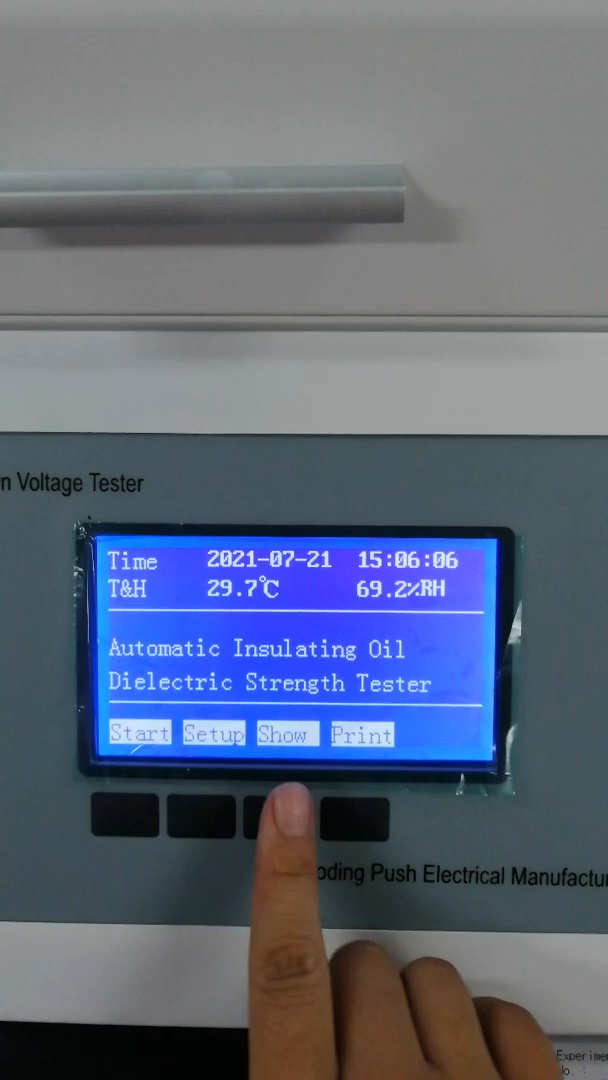 n Voltage Tester
Time 2021-07-21 15:06:06
T&H 29.7℃ 69.2%RH
Automatic Insulating Oil
Dielectric Strength Tester
Start Setup Show Print
oding Push Electrical Manufactu
Experime